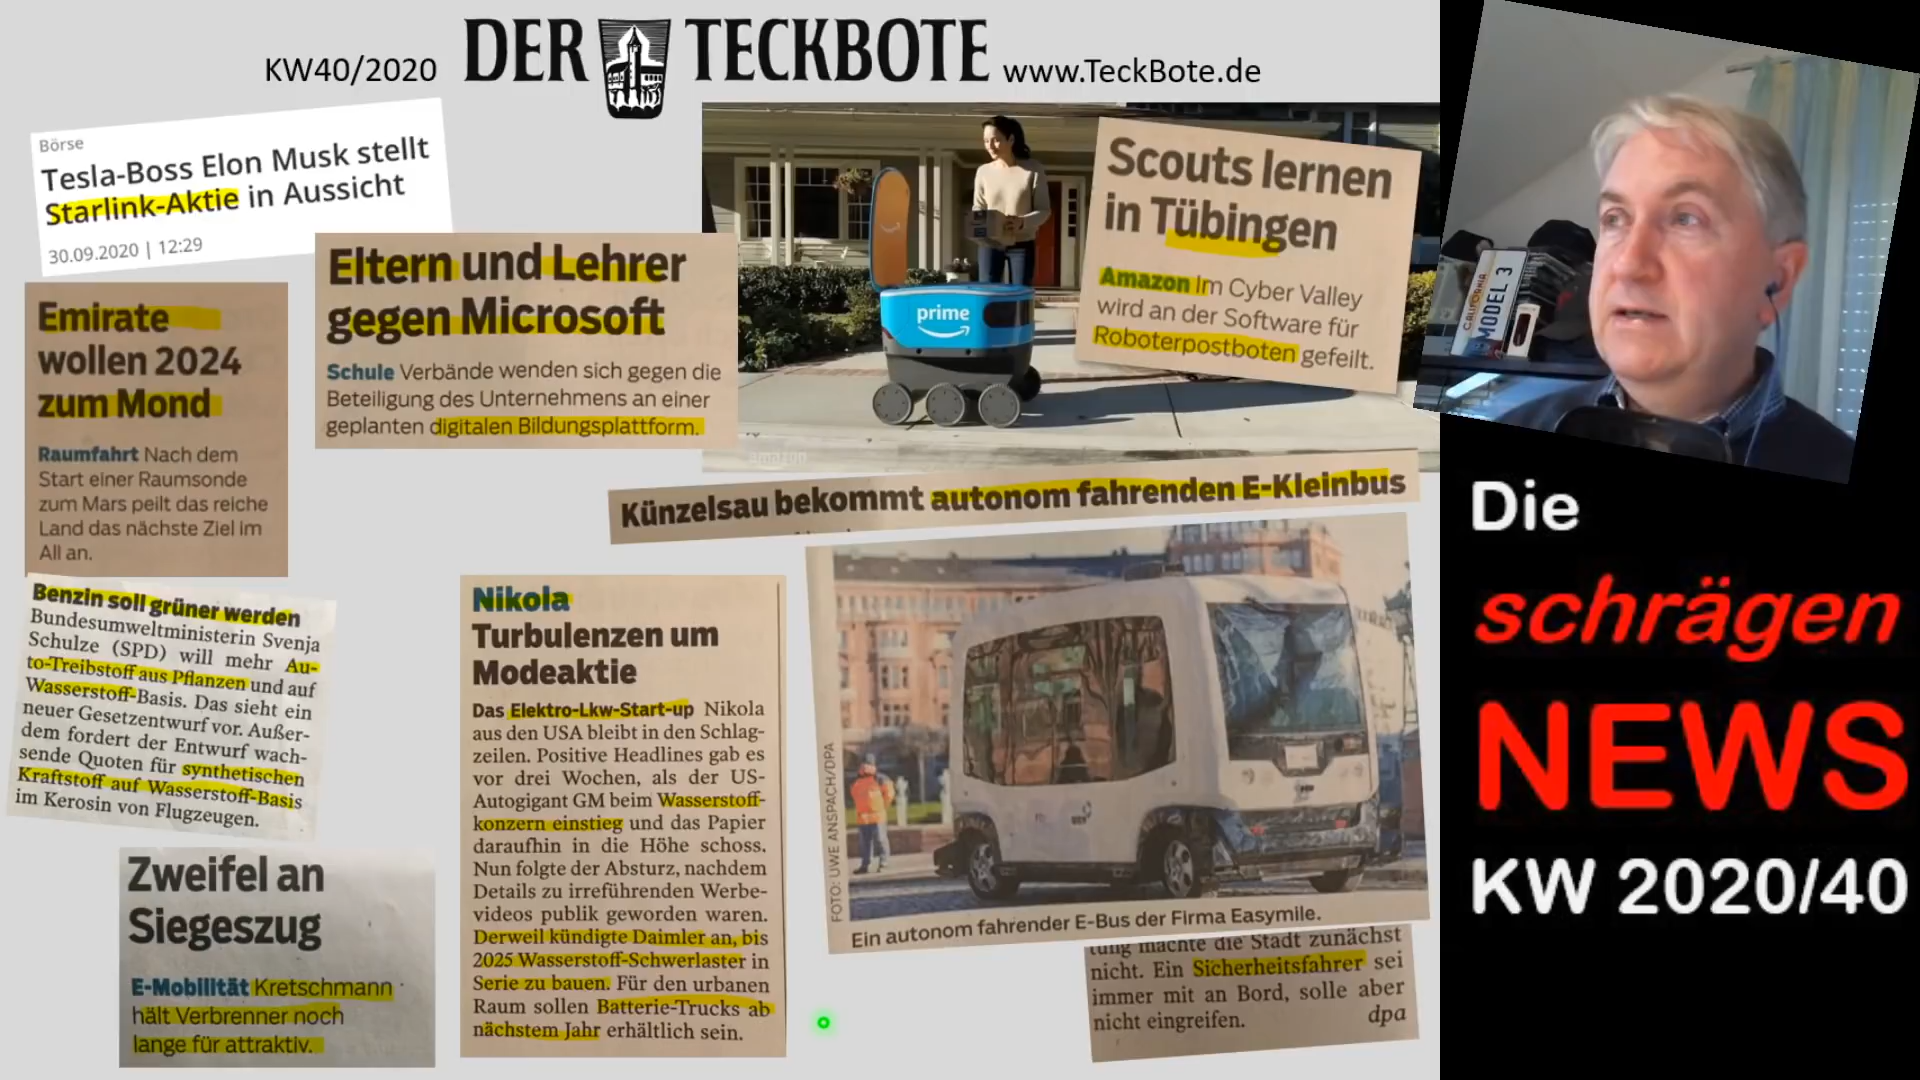 KW40/2020
DER TECKBOTE
www.TeckBote.de
Börse
Tesla-Boss Elon Musk stellt
Starlink-Aktie in Aussicht
30.09.2020 | 12:29
Emirate
wollen 2024
zum Mond
Raumfahrt Nach dem
Start einer Raumsonde
zum Mars peilt das reiche
Land das nächste Ziel im
All an.
Eltern und Lehrer
gegen Microsoft
Schule Verbände wenden sich gegen die
Beteiligung des Unternehmens an einer
geplanten digitalen Bildungsplattform.
prime
amazon
Scouts lernen
in Tübingen
Amazon Im Cyber Valley
wird an der Software für
Roboterpostboten gefeilt.
Künzelsau bekommt autonom fahrenden E-Kleinbus
Benzin soll grüner werden
Bundesumweltministerin Svenja
Schulze (SPD) will mehr Au-
to-Treibstoff aus Pflanzen und auf
Wasserstoff-Basis. Das sieht ein
neuer Gesetzentwurf vor. Außer-
dem fordert der Entwurf wach-
sende Quoten für synthetischen
Kraftstoff auf Wasserstoff-Basis
im Kerosin von Flugzeugen.
Zweifel an
Siegeszug
E-Mobilität Kretschmann
hält Verbrenner noch
lange für attraktiv.
Nikola
Turbulenzen um
Modeaktie
Das Elektro-Lkw-Start-up Nikola
aus den USA bleibt in den Schlag-
zeilen. Positive Headlines gab es
vor drei Wochen, als der US-
Autogigant GM beim Wasserstoff-
konzern einstieg und das Papier
daraufhin in die Höhe schoss.
Nun folgte der Absturz, nachdem
Details zu irreführenden Werbe-
videos publik geworden waren.
Derweil kündigte Daimler an, bis
2025 Wasserstoff-Schwerlaster in
Serie zu bauen. Für den urbanen
Raum sollen Batterie-Trucks ab
nächstem Jahr erhältlich sein.
FOTO: UWE ANSPACH/DPA
Ein autonom fahrender E-Bus der Firma Easymile.
tung machte die Stadt zunächst
nicht. Ein Sicherheitsfahrer sei
immer mit an Bord, solle aber
nicht eingreifen. dpa
CALIFORNIA
MODEL 3
Die
schrägen
NEWS
KW 2020/40